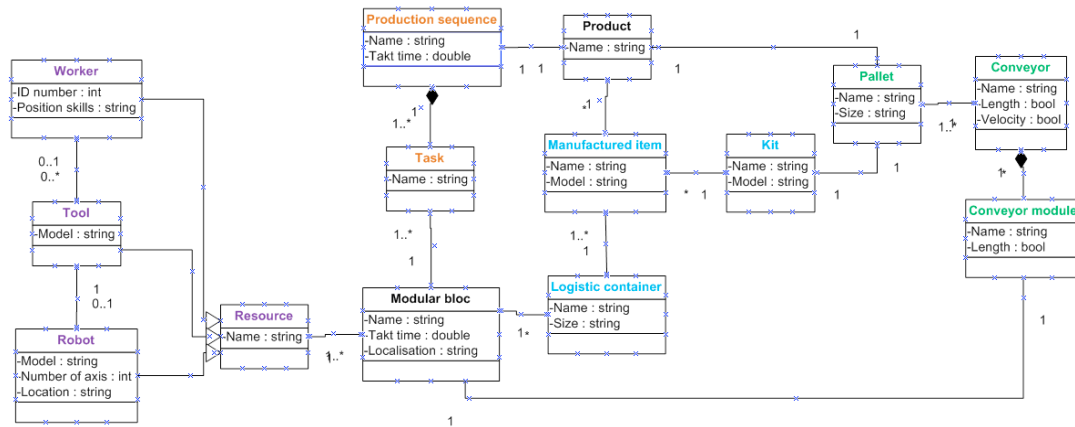 Production sequence
-Name : string
-Takt time : double
Product
-Name : string
1
1
1
1
Worker
-ID number : int
-Position skills : string
Pallet
-Name : string
-Size : string
Conveyor
-Name : string
-Length : bool
-Velocity : bool
1
1..*
1
1..*
*
1
Task
-Name : string
Manufactured item
-Name : string
-Model : string
Kit
-Name : string
-Model : string
*
1
1
1
0..1
0..*
1
*
Tool
-Model : string
Conveyor module
-Name : string
-Length : bool
1..*
1
1..*
1
1
0..1
Resource
-Name : string
Modular bloc
-Name : string
-Takt time : double
-Localisation : string
Logistic container
-Name : string
-Size : string
1
*
1
1..*
Robot
-Model : string
-Number of axis : int
-Location : string
1
1